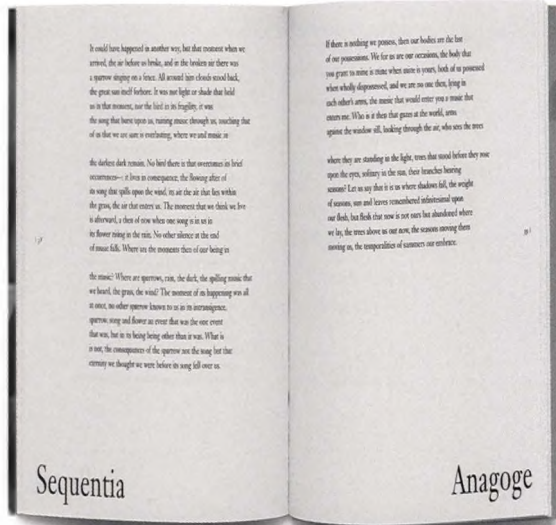 It could have happened in another way, but that moment when we
arrived, the air before us broke, and in the broken air there was
a sparrow singing on a fence. All around him clouds stood back,
the great sun itself forbore. It was not light or shade that held
us in that moment, nor the bird in its fragility, it was
the song that bore upon us, raining music through us, touching that
of us that we are sure is everlasting, where we and music re
the darkest dark remain. No bird there is that overcomes its brief
occurrences—: it lives in consequence, the flowing after of
its song that spills upon the wind, its air the air that lies within
the grass, the air that enters us. The moment that we think we live
is afterward, a then of now when one song is in us in
its flower rising in the rain. No other silence at the end
of music falls. Where are the moments then of our being in
the music? Where are sparrows, rain, the dark, the spilling music that
we heard, the grass, the wind? The moment of its happening was all
at once, no other sparrow known to us in its intransigence,
sparrow, song and flower an event that was the one event
that was, but in its being being other than it was. What is
is not, the consequences of the sparrow not the song but that
eternity we thought we were before its song fell over us.
Sequentia
If there is nothing we possess, then our bodies are the last
of our possessions. We for us are our occasions, the body that
you grant to mine is mine when mine is yours, both of us possessed
when wholly dispossessed, and we are no one then, lying in
each other's arms, the music that would enter you a music that
enters me. Who is it then that gazes at the world, arms
against the window sill, looking through the air, who sees the trees
where they are standing in the light, trees that stood before they rose
upon the eyes, solitary in the sun, their branches bearing
seasons? Let us say that it is us where shadows fall, the weight
of seasons, sun and leaves remembered infinitesimal upon
our flesh, but flesh that now is not ours but abandoned where
we lay, the trees above us our now, the seasons moving them
moving us, the temporalities of summers our embrace.
Anagoge